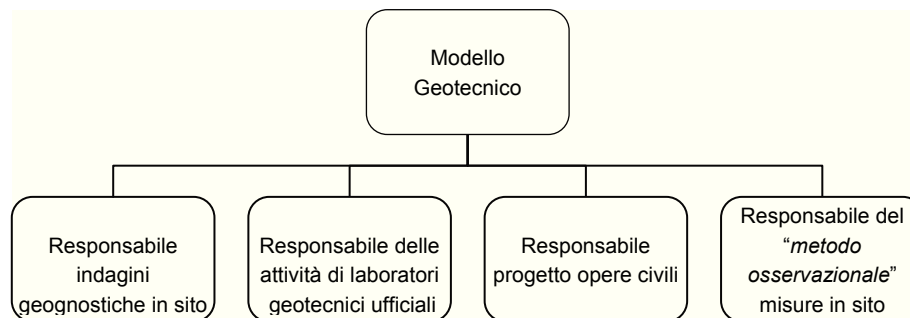 Modello
Geotecnico
Responsabile
indagini
geognostiche in sito
Responsabile delle
attività di laboratori
geotecnici ufficiali
Responsabile
progetto opere civili
Responsabile del
“metodo
osservazionale”
misure in sito